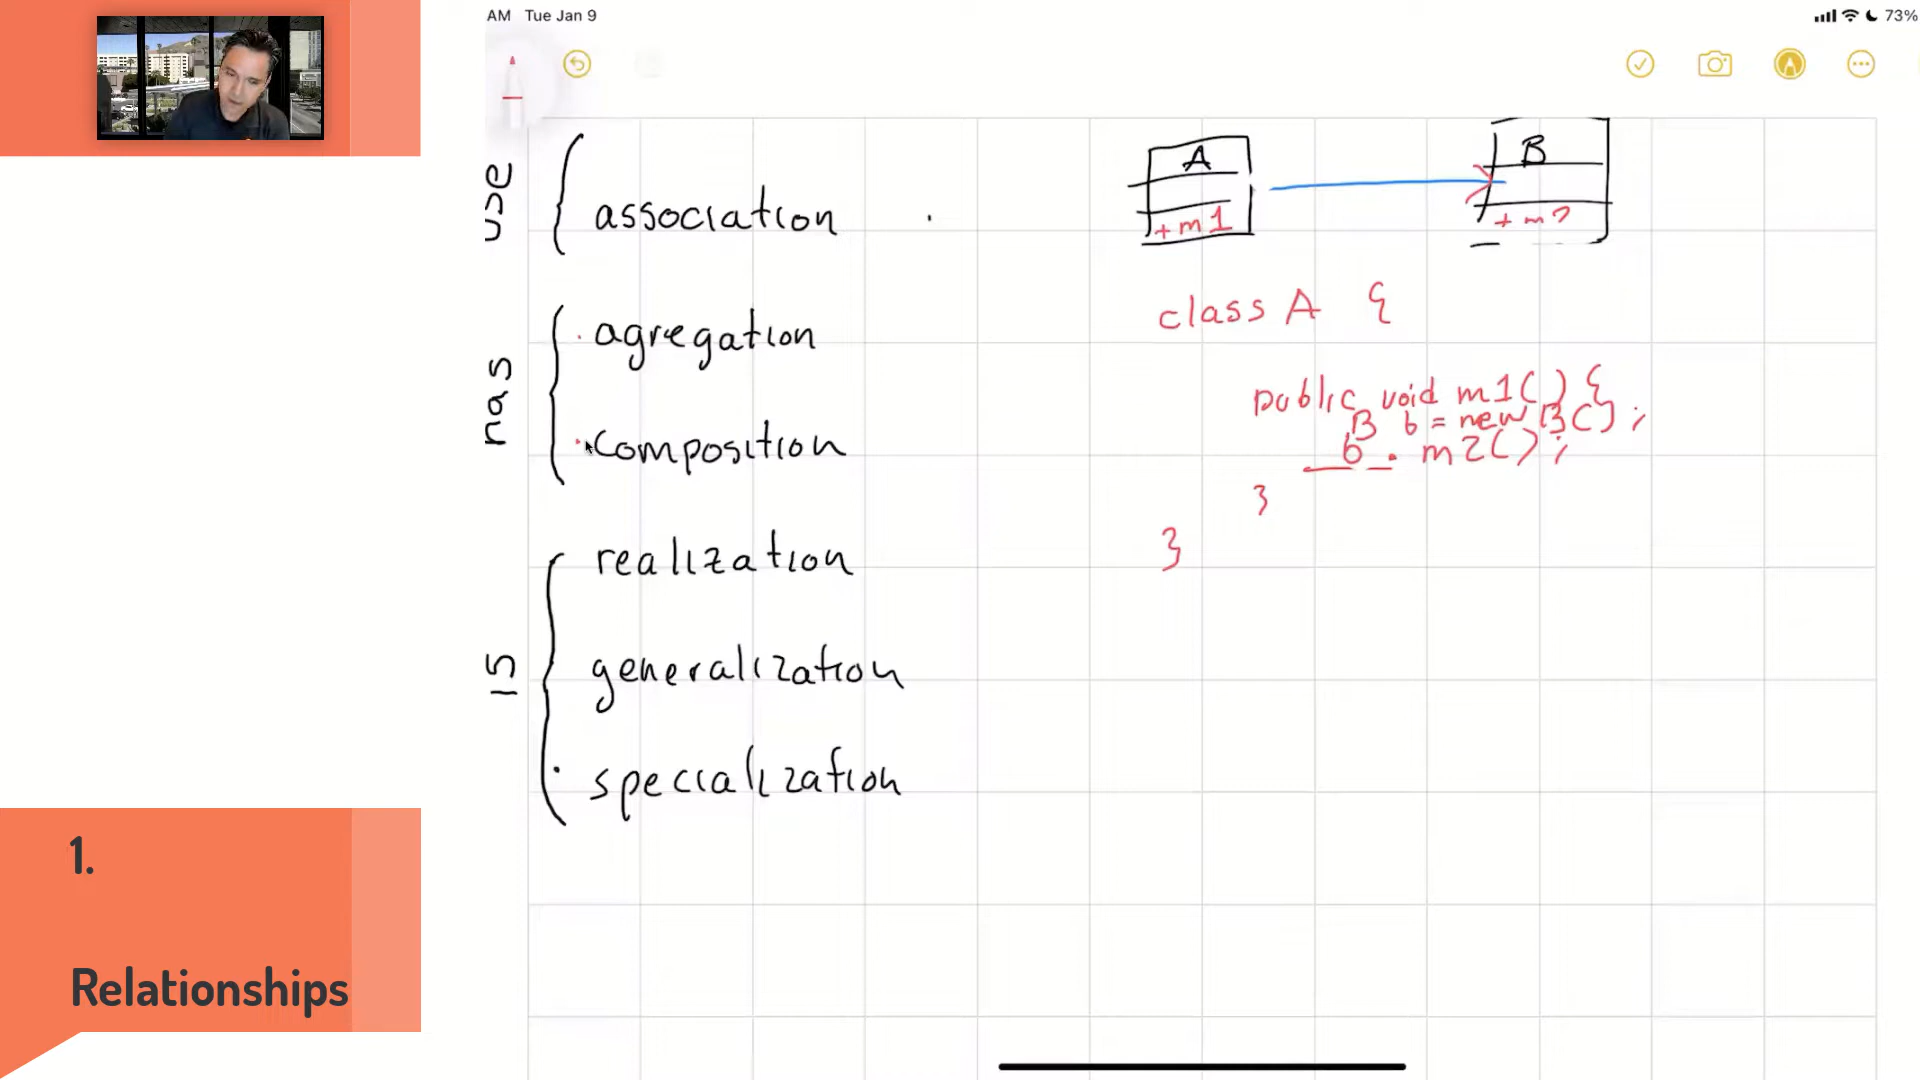 AM Tue Jan 9
73%
use
association
has
agregation
composition
is
realization
generalization
specialization
A
+ m1
B
+ m2
class A {
public void m1() {
B b = new B();
b . m2();
}
}
1.
Relationships